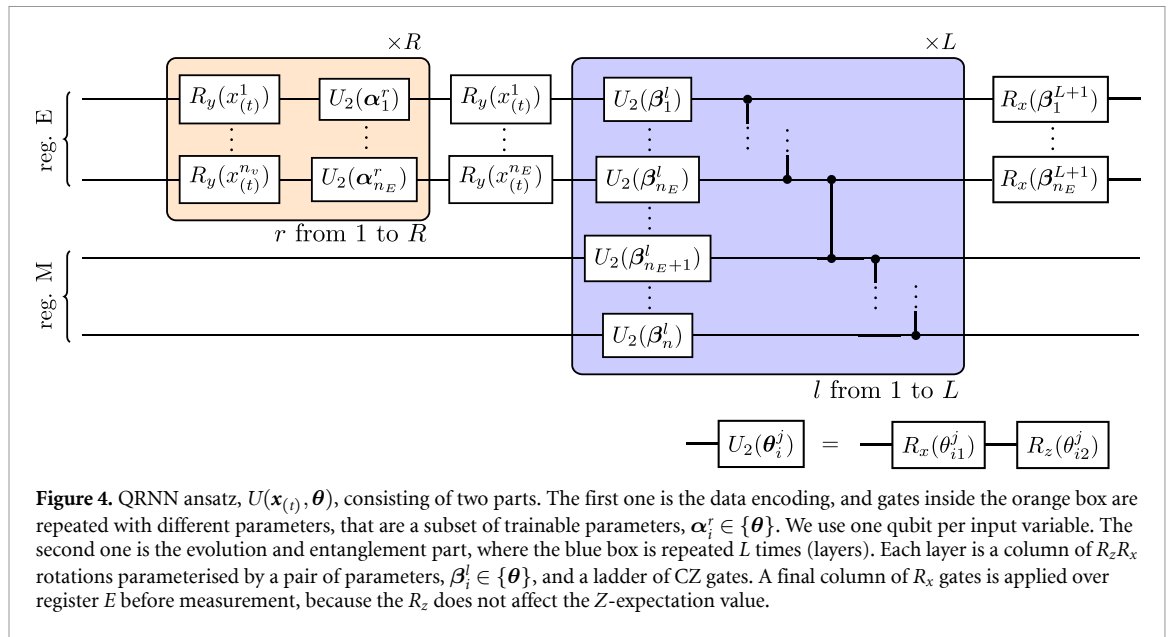 ×R ×L
reg. E
R_y(x^1_{(t)}) U_2(α^r_1) R_y(x^1_{(t)}) U_2(β^l_1) R_x(β^{L+1}_1)
R_y(x^{n_v}_{(t)}) U_2(α^r_{n_E}) R_y(x^{n_E}_{(t)}) U_2(β^l_{n_E}) R_x(β^{L+1}_{n_E})
r from 1 to R
reg. M
U_2(β^l_{n_E+1})
U_2(β^l_n)
l from 1 to L
U_2(θ^j_i) = R_x(θ^j_{i1}) R_z(θ^j_{i2})
Figure 4. QRNN ansatz, U(x_{(t)}, θ), consisting of two parts. The first one is the data encoding, and gates inside the orange box are
repeated with different parameters, that are a subset of trainable parameters, α^r_i ∈ {θ}. We use one qubit per input variable. The
second one is the evolution and entanglement part, where the blue box is repeated L times (layers). Each layer is a column of R_zR_x
rotations parameterised by a pair of parameters, β^l_i ∈ {θ}, and a ladder of CZ gates. A final column of R_x gates is applied over
register E before measurement, because the R_z does not affect the Z-expectation value.